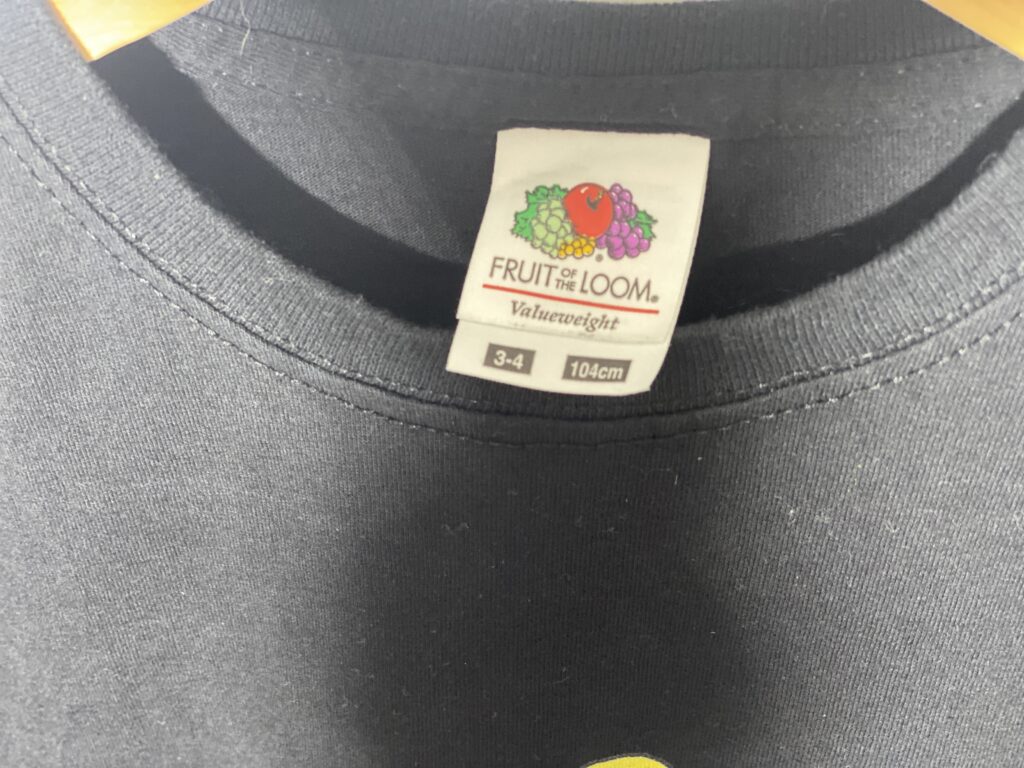 FRUIT OF THE LOOM®
Valueweight
3-4 104cm